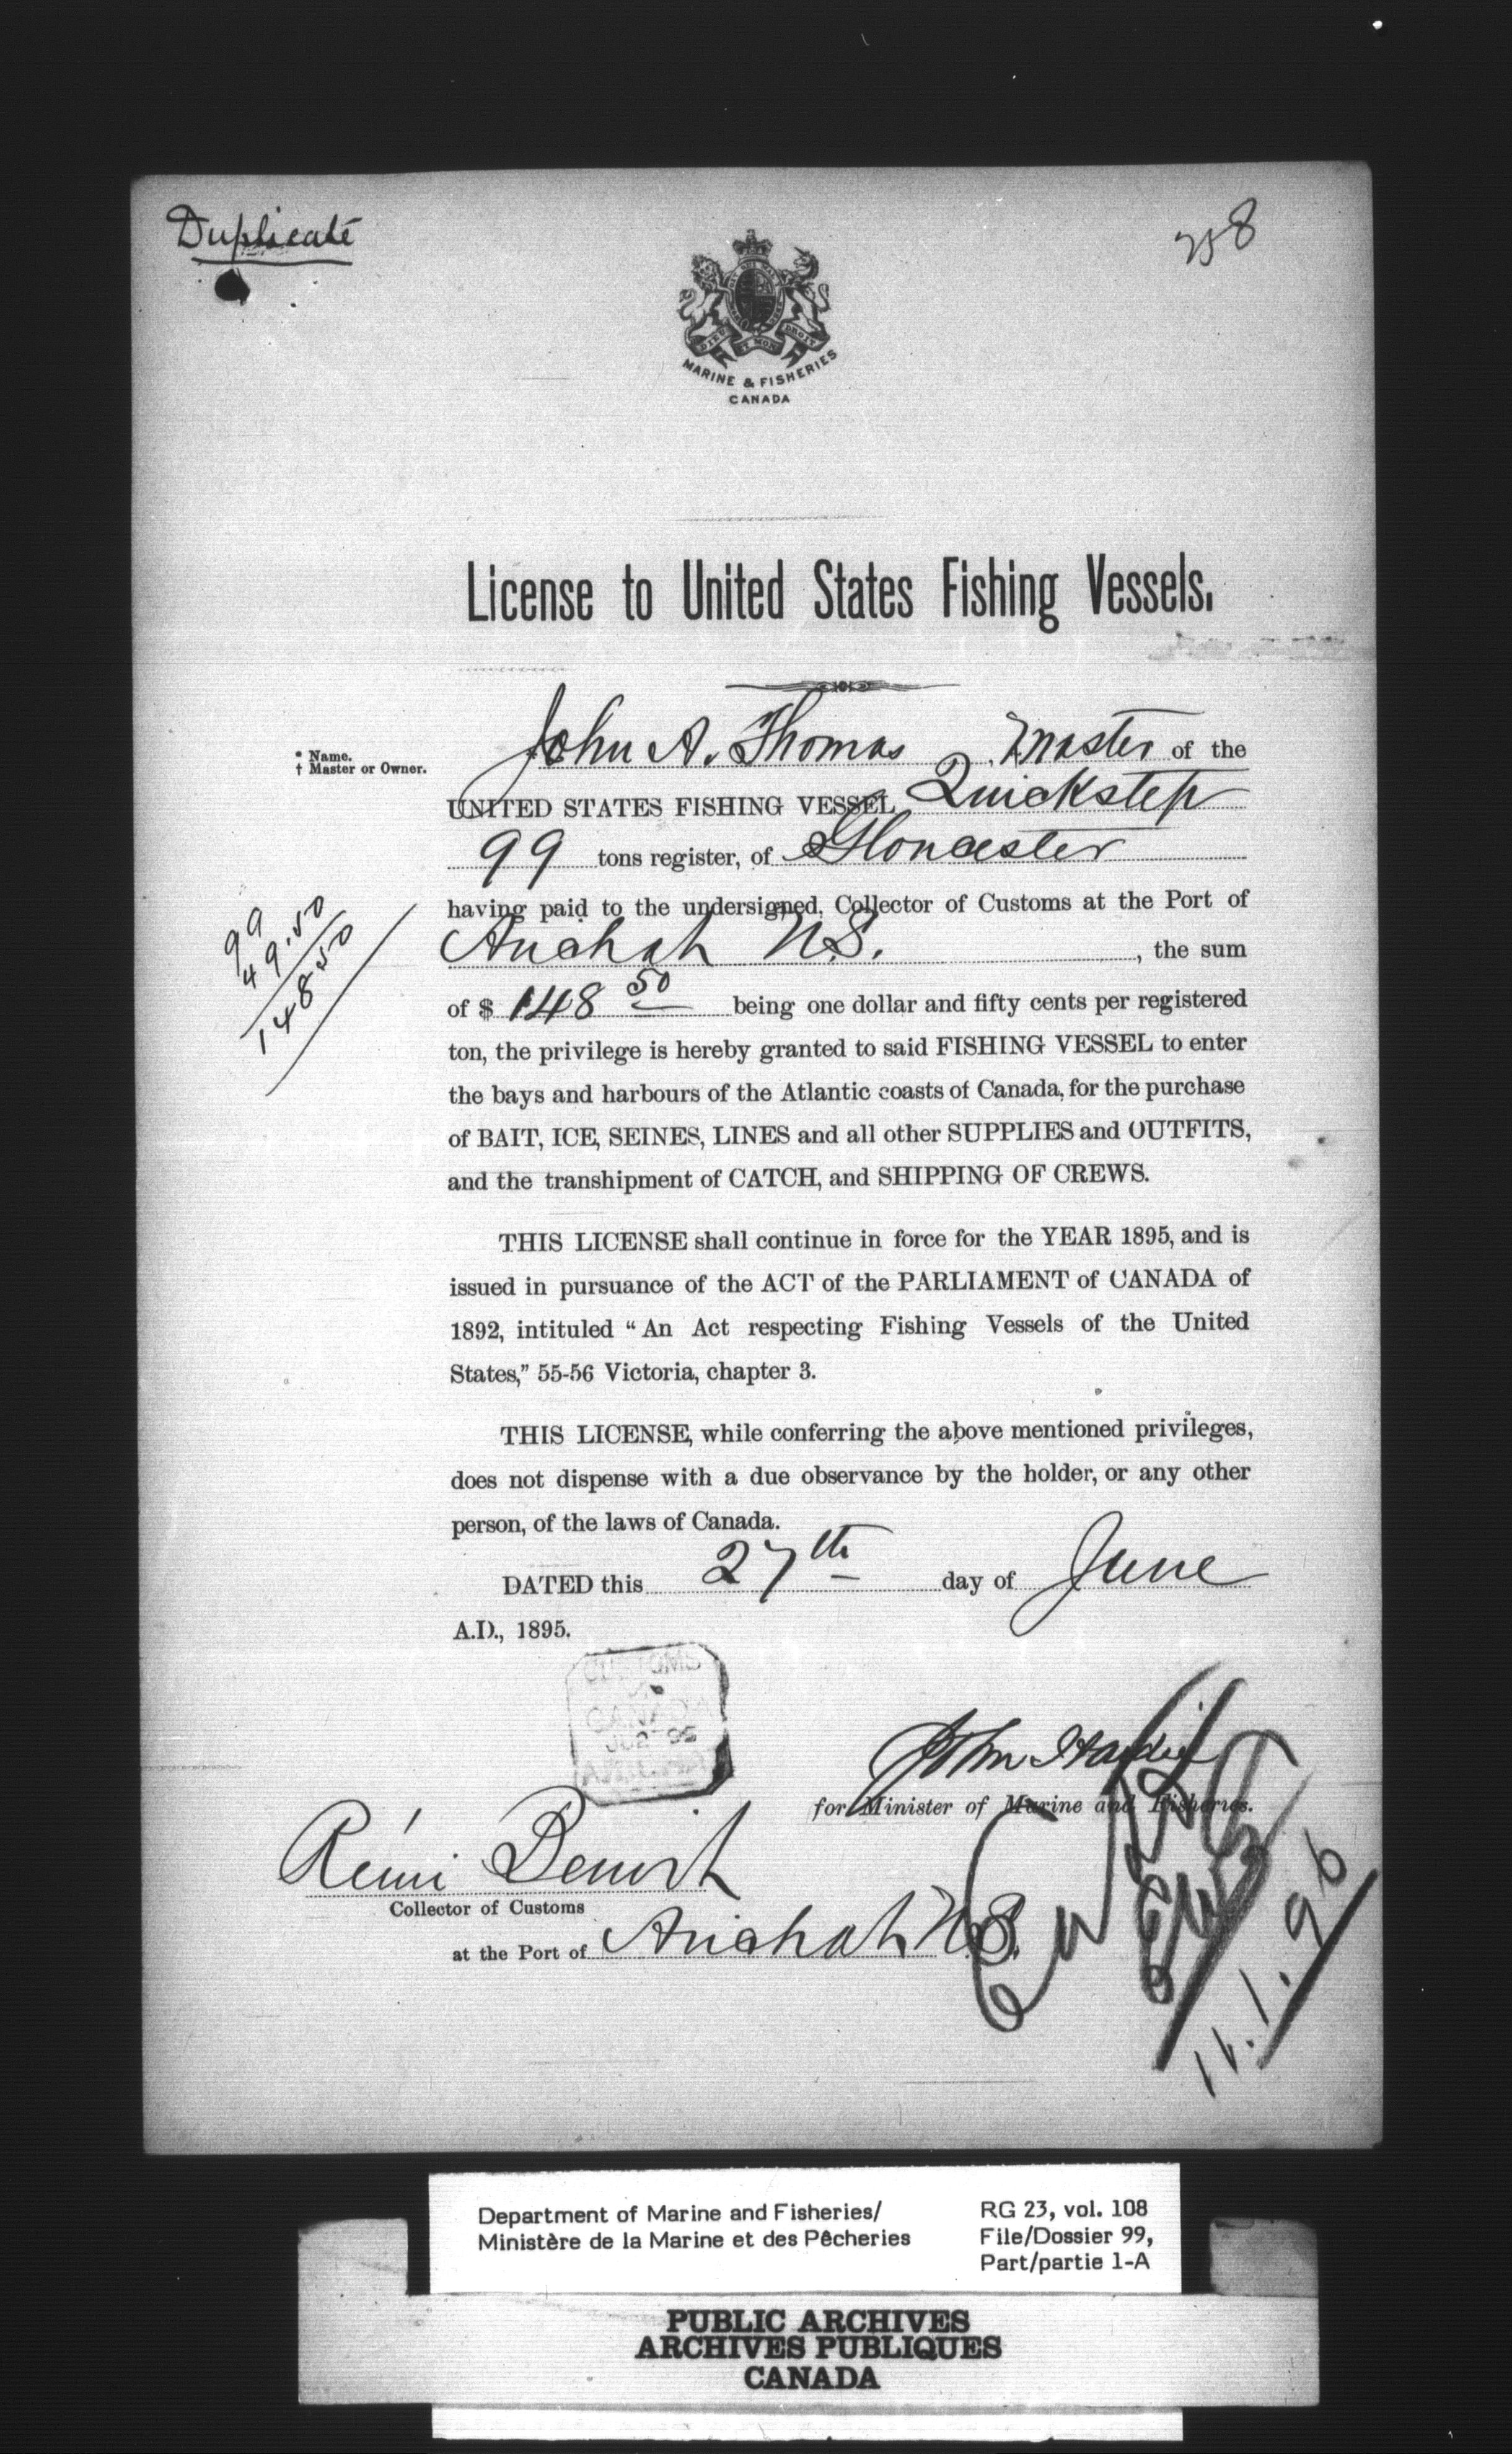 Duplicate
258
DIEU ET MON DROIT
MARINE & FISHERIES
CANADA
License to United States Fishing Vessels.
* Name.
† Master or Owner.
John A. Thomas, Master of the
UNITED STATES FISHING VESSEL Quickstep
99 tons register, of Gloucester
having paid to the undersigned, Collector of Customs at the Port of
Arichat N.S., the sum
99
49.50
148 50
of $ 148 50 being one dollar and fifty cents per registered
ton, the privilege is hereby granted to said FISHING VESSEL to enter
the bays and harbours of the Atlantic coasts of Canada, for the purchase
of BAIT, ICE, SEINES, LINES and all other SUPPLIES and OUTFITS,
and the transhipment of CATCH, and SHIPPING OF CREWS.
THIS LICENSE shall continue in force for the YEAR 1895, and is
issued in pursuance of the ACT of the PARLIAMENT of CANADA of
1892, intituled “An Act respecting Fishing Vessels of the United
States,” 55-56 Victoria, chapter 3.
THIS LICENSE, while conferring the above mentioned privileges,
does not dispense with a due observance by the holder, or any other
person, of the laws of Canada.
DATED this 27th day of June
A.D., 1895.
CUSTOMS
CANADA
JU 27 95
John Hardie
for Minister of Marine and Fisheries.
Rémi Benoit
Collector of Customs
at the Port of Arichat N.S.
11.1.96
Department of Marine and Fisheries/
Ministère de la Marine et des Pêcheries
RG 23, vol. 108
File/Dossier 99,
Part/partie 1-A
PUBLIC ARCHIVES
ARCHIVES PUBLIQUES
CANADA